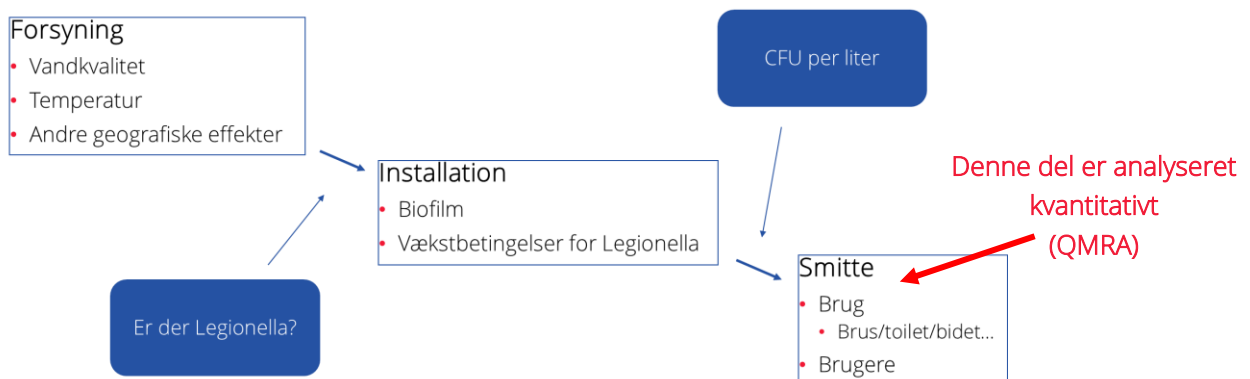 Forsyning
• Vandkvalitet
• Temperatur
• Andre geografiske effekter
CFU per liter
Installation
• Biofilm
• Vækstbetingelser for Legionella
Denne del er analyseret
kvantitativt
(QMRA)
Er der Legionella?
Smitte
• Brug
• Brus/toilet/bidet...
• Brugere